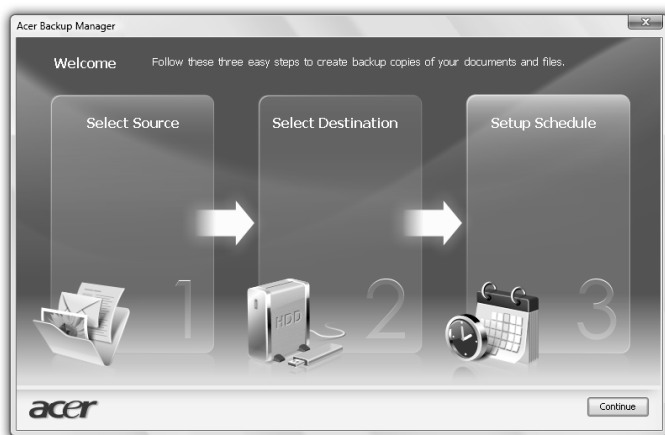 Acer Backup Manager
x
Welcome
Follow these three easy steps to create backup copies of your documents and files.
Select Source
Select Destination
Setup Schedule
1
HDD
2
3
acer
Continue